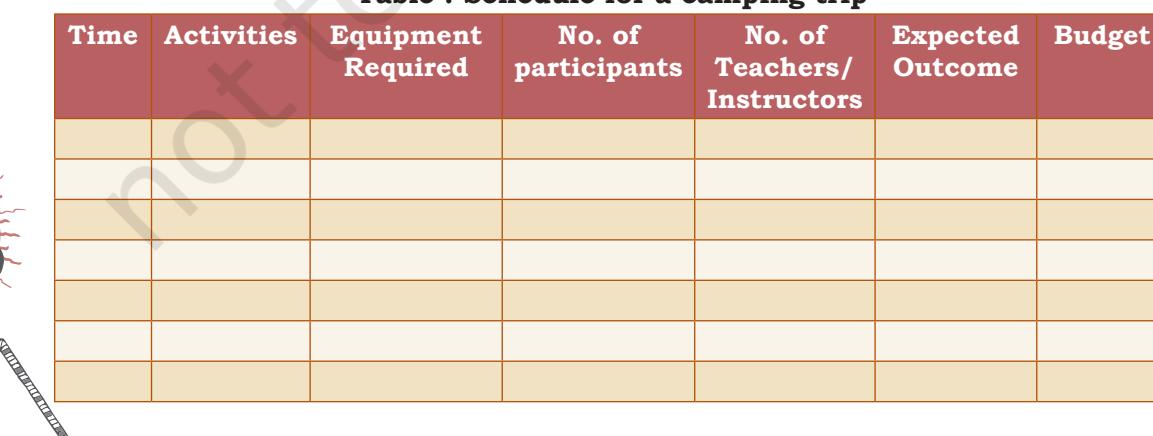 Table : Schedule for a camping trip
Time Activities Equipment Required No. of participants No. of Teachers/ Instructors Expected Outcome Budget
not to